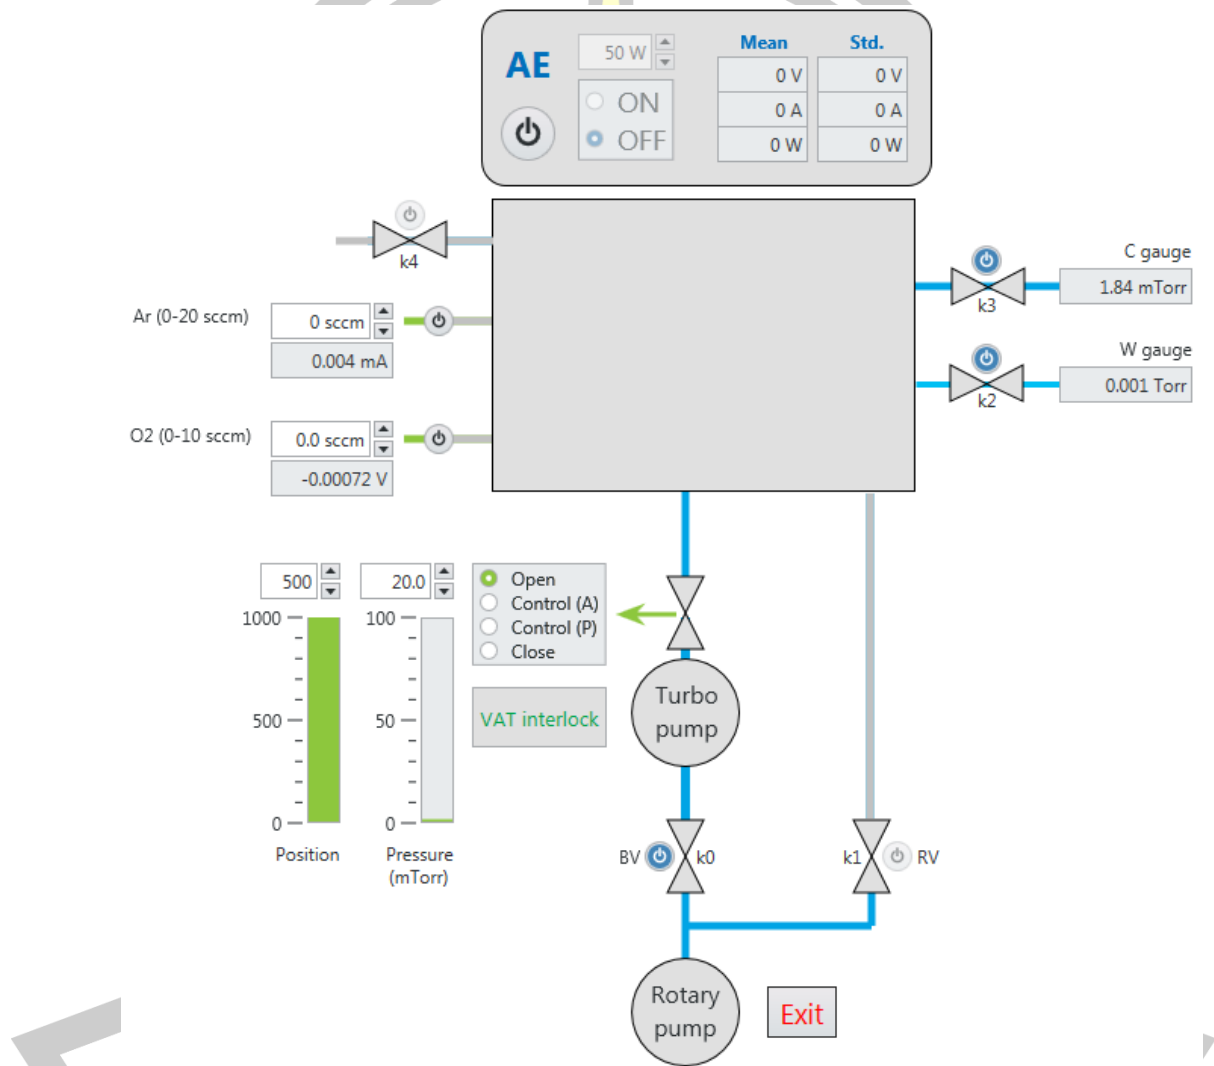 AE
50 W
ON
OFF
Mean Std.
0 V 0 V
0 A 0 A
0 W 0 W
k4
C gauge
1.84 mTorr
k3
Ar (0-20 sccm)
0 sccm
0.004 mA
W gauge
0.001 Torr
k2
O2 (0-10 sccm)
0.0 sccm
-0.00072 V
500
20.0
Open
Control (A)
Control (P)
Close
1000
500
0
Position
100
50
0
Pressure
(mTorr)
VAT interlock
Turbo
pump
BV k0
k1 RV
Rotary
pump
Exit